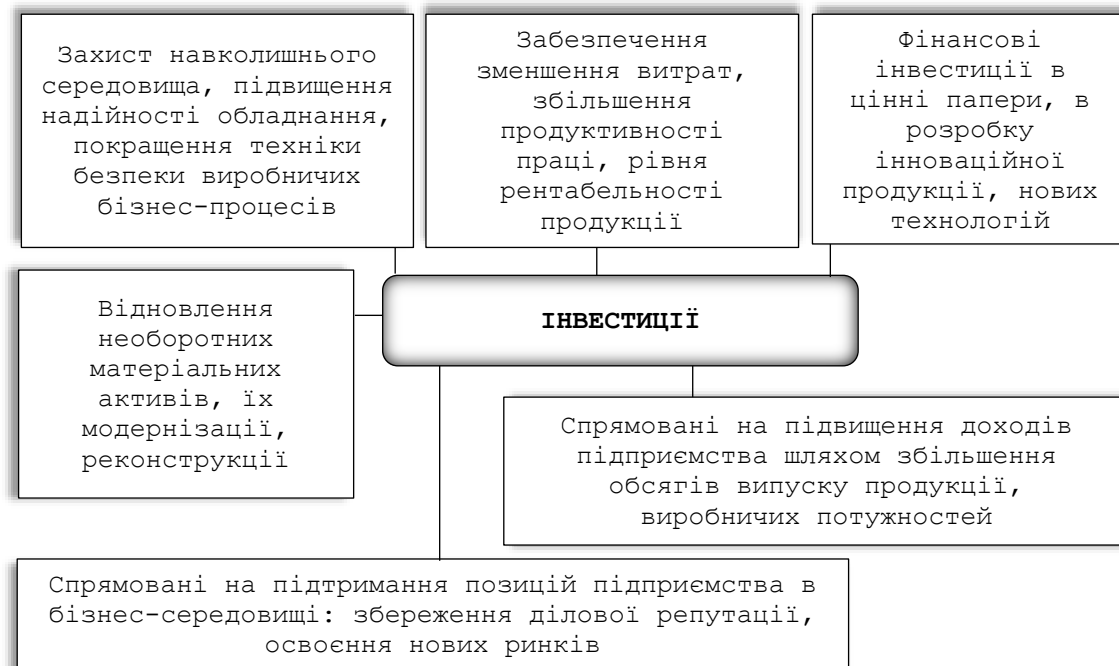 Захист навколишнього
середовища, підвищення
надійності обладнання,
покращення техніки
безпеки виробничих
бізнес-процесів
Забезпечення
зменшення витрат,
збільшення
продуктивності
праці, рівня
рентабельності
продукції
Фінансові
інвестиції в
цінні папери, в
розробку
інноваційної
продукції, нових
технологій
ІНВЕСТИЦІЇ
Відновлення
необоротних
матеріальних
активів, їх
модернізації,
реконструкції
Спрямовані на підвищення доходів
підприємства шляхом збільшення
обсягів випуску продукції,
виробничих потужностей
Спрямовані на підтримання позицій підприємства в
бізнес-середовищі: збереження ділової репутації,
освоєння нових ринків